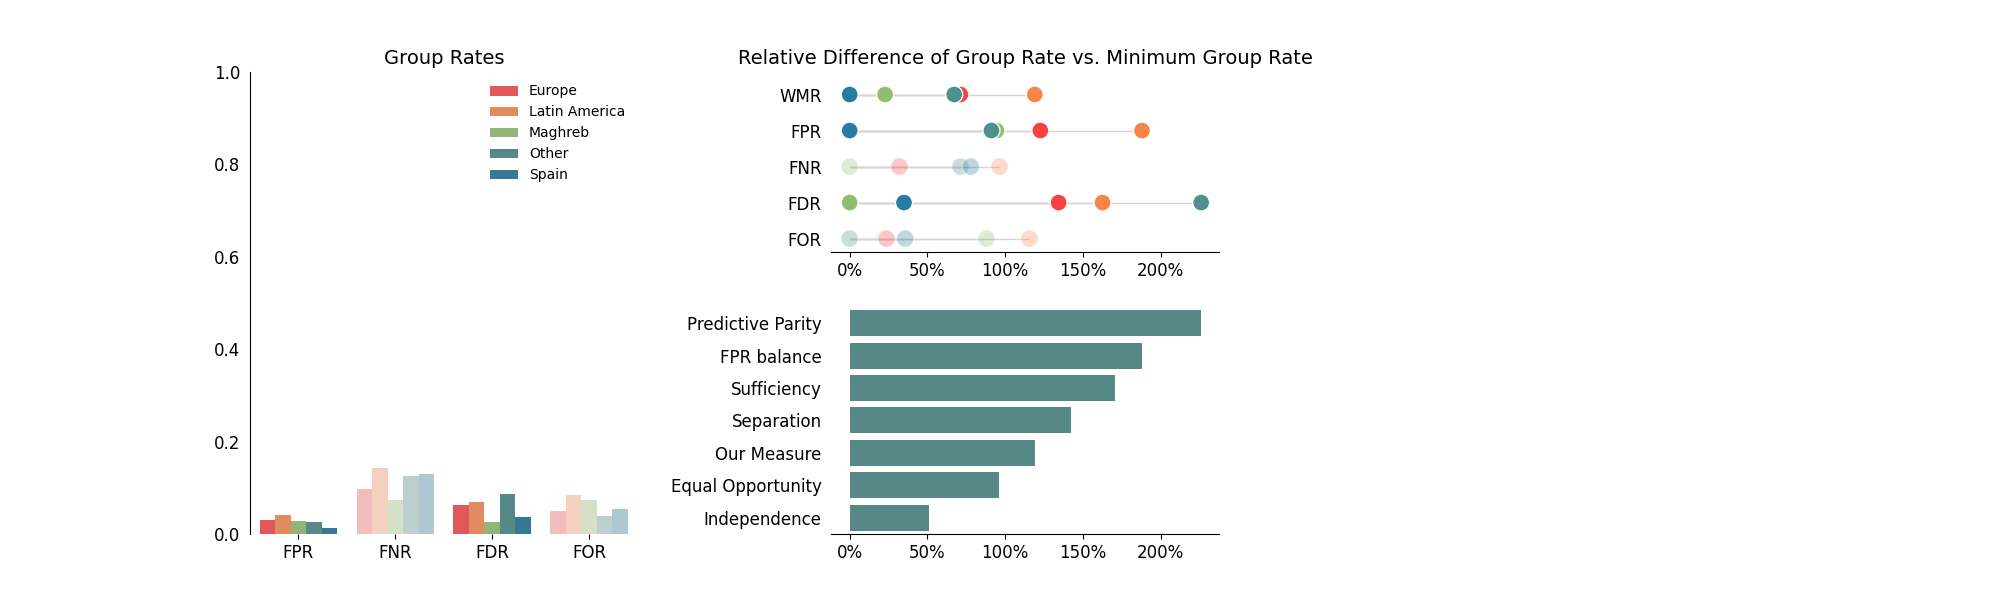 Group Rates
1.0
0.8
0.6
0.4
0.2
0.0
Europe
Latin America
Maghreb
Other
Spain
FPR FNR FDR FOR
Relative Difference of Group Rate vs. Minimum Group Rate
WMR
FPR
FNR
FDR
FOR
0% 50% 100% 150% 200%
Predictive Parity
FPR balance
Sufficiency
Separation
Our Measure
Equal Opportunity
Independence
0% 50% 100% 150% 200%